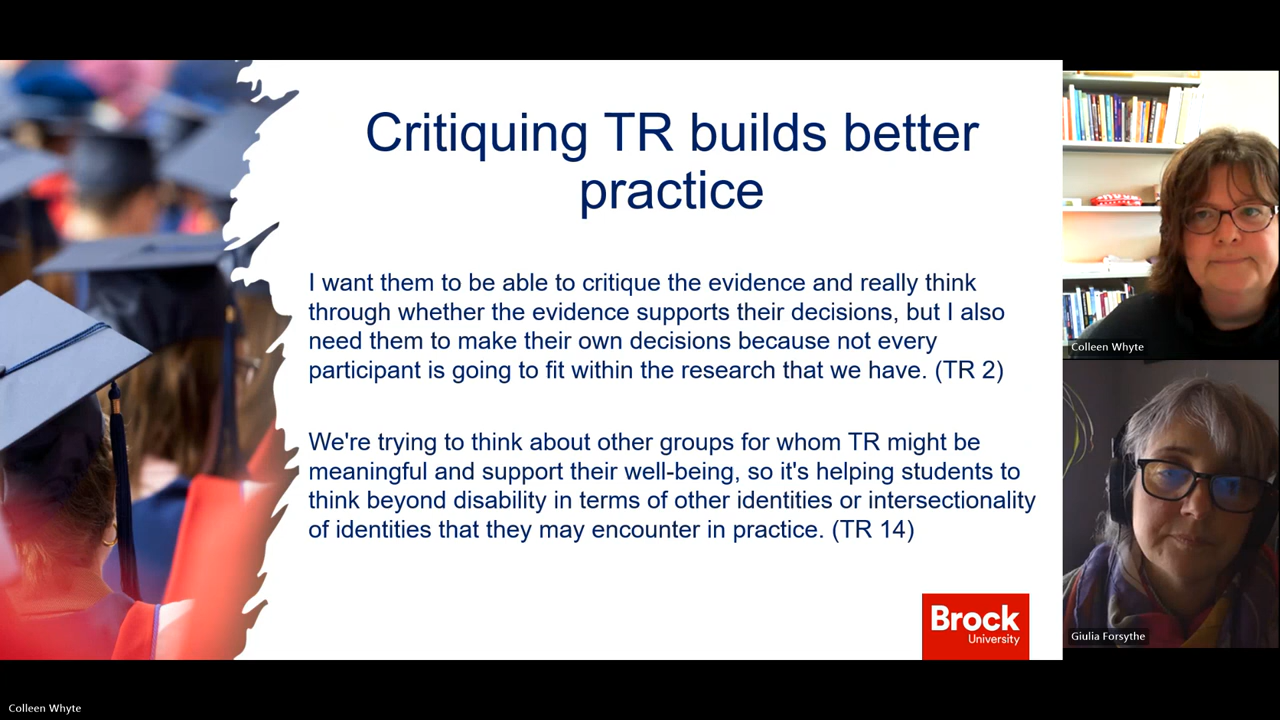 Critiquing TR builds better
practice
I want them to be able to critique the evidence and really think
through whether the evidence supports their decisions, but I also
need them to make their own decisions because not every
participant is going to fit within the research that we have. (TR 2)
We're trying to think about other groups for whom TR might be
meaningful and support their well-being, so it's helping students to
think beyond disability in terms of other identities or intersectionality
of identities that they may encounter in practice. (TR 14)
Brock
University
Colleen Whyte
Giulia Forsythe
Colleen Whyte